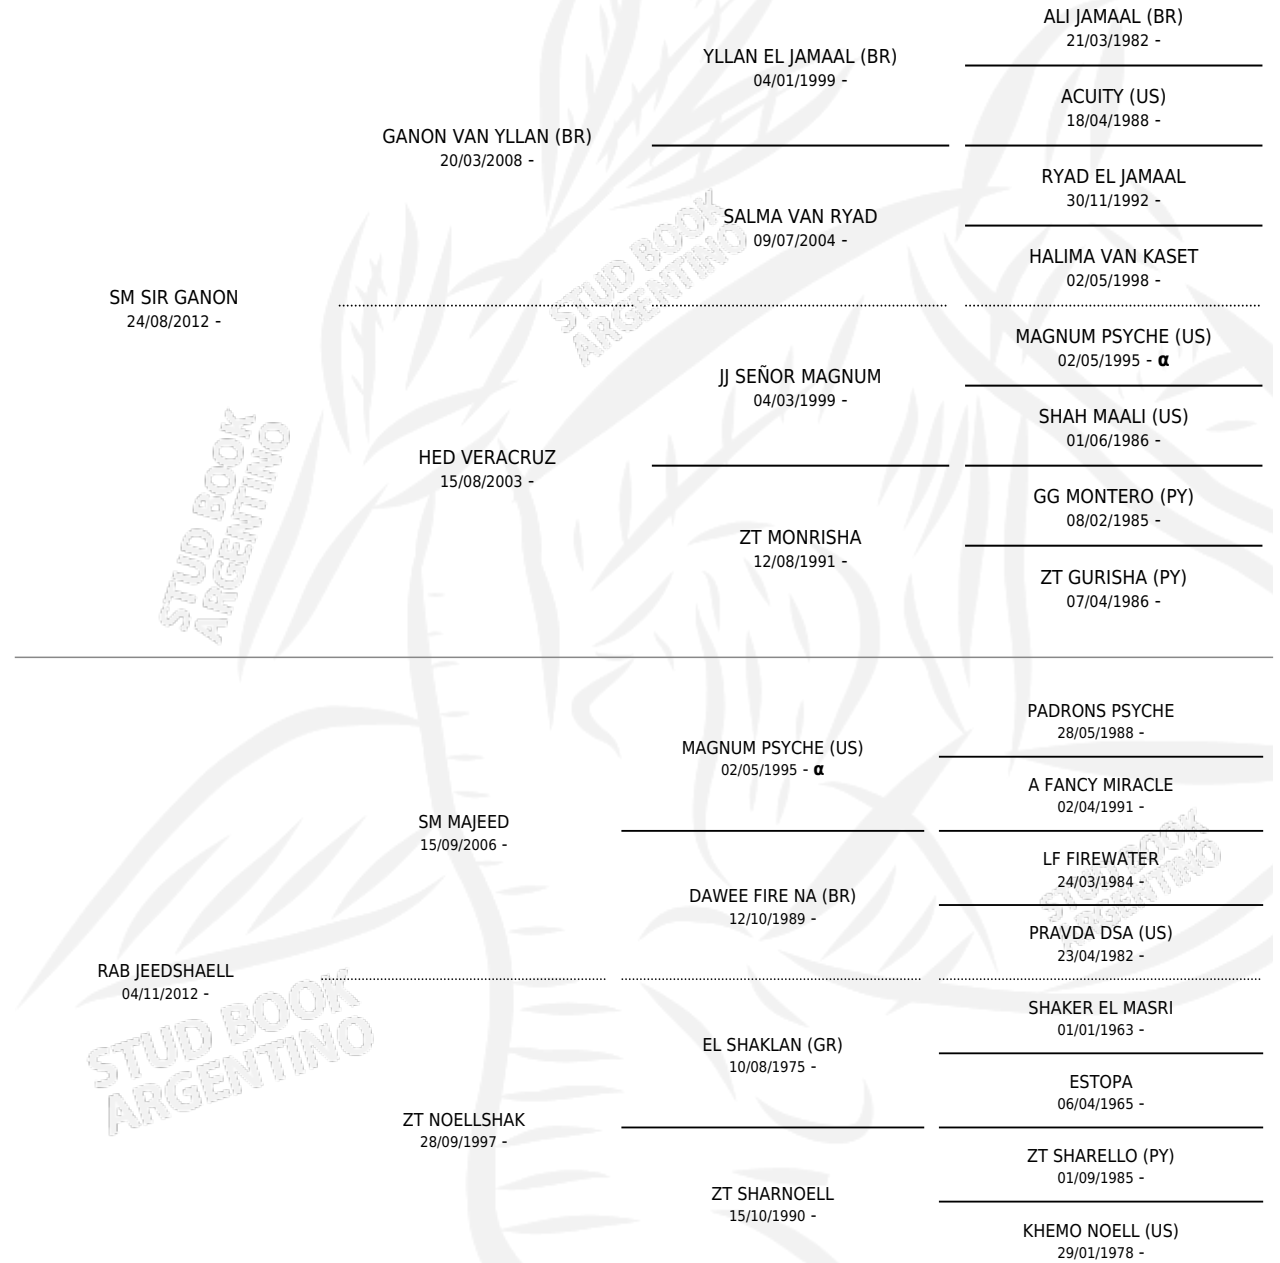 ALI JAMAAL (BR)
21/03/1982 -
YLLAN EL JAMAAL (BR)
04/01/1999 -
ACUITY (US)
18/04/1988 -
GANON VAN YLLAN (BR)
20/03/2008 -
RYAD EL JAMAAL
30/11/1992 -
SALMA VAN RYAD
09/07/2004 -
HALIMA VAN KASET
02/05/1998 -
STUD BOOK
ARGENTINO
SM SIR GANON
24/08/2012 -
MAGNUM PSYCHE (US)
02/05/1995 - α
JJ SEÑOR MAGNUM
04/03/1999 -
SHAH MAALI (US)
01/06/1986 -
HED VERACRUZ
15/08/2003 -
GG MONTERO (PY)
08/02/1985 -
ZT MONRISHA
12/08/1991 -
ZT GURISHA (PY)
07/04/1986 -
STUD BOOK
ARGENTINO
PADRONS PSYCHE
28/05/1988 -
MAGNUM PSYCHE (US)
02/05/1995 - α
A FANCY MIRACLE
02/04/1991 -
SM MAJEED
15/09/2006 -
LF FIREWATER
24/03/1984 -
DAWEE FIRE NA (BR)
12/10/1989 -
PRAVDA DSA (US)
23/04/1982 -
STUD BOOK
ARGENTINO
RAB JEEDSHAELL
04/11/2012 -
SHAKER EL MASRI
01/01/1963 -
EL SHAKLAN (GR)
10/08/1975 -
ESTOPA
06/04/1965 -
STUD BOOK
ARGENTINO
ZT NOELLSHAK
28/09/1997 -
ZT SHARELLO (PY)
01/09/1985 -
ZT SHARNOELL
15/10/1990 -
KHEMO NOELL (US)
29/01/1978 -